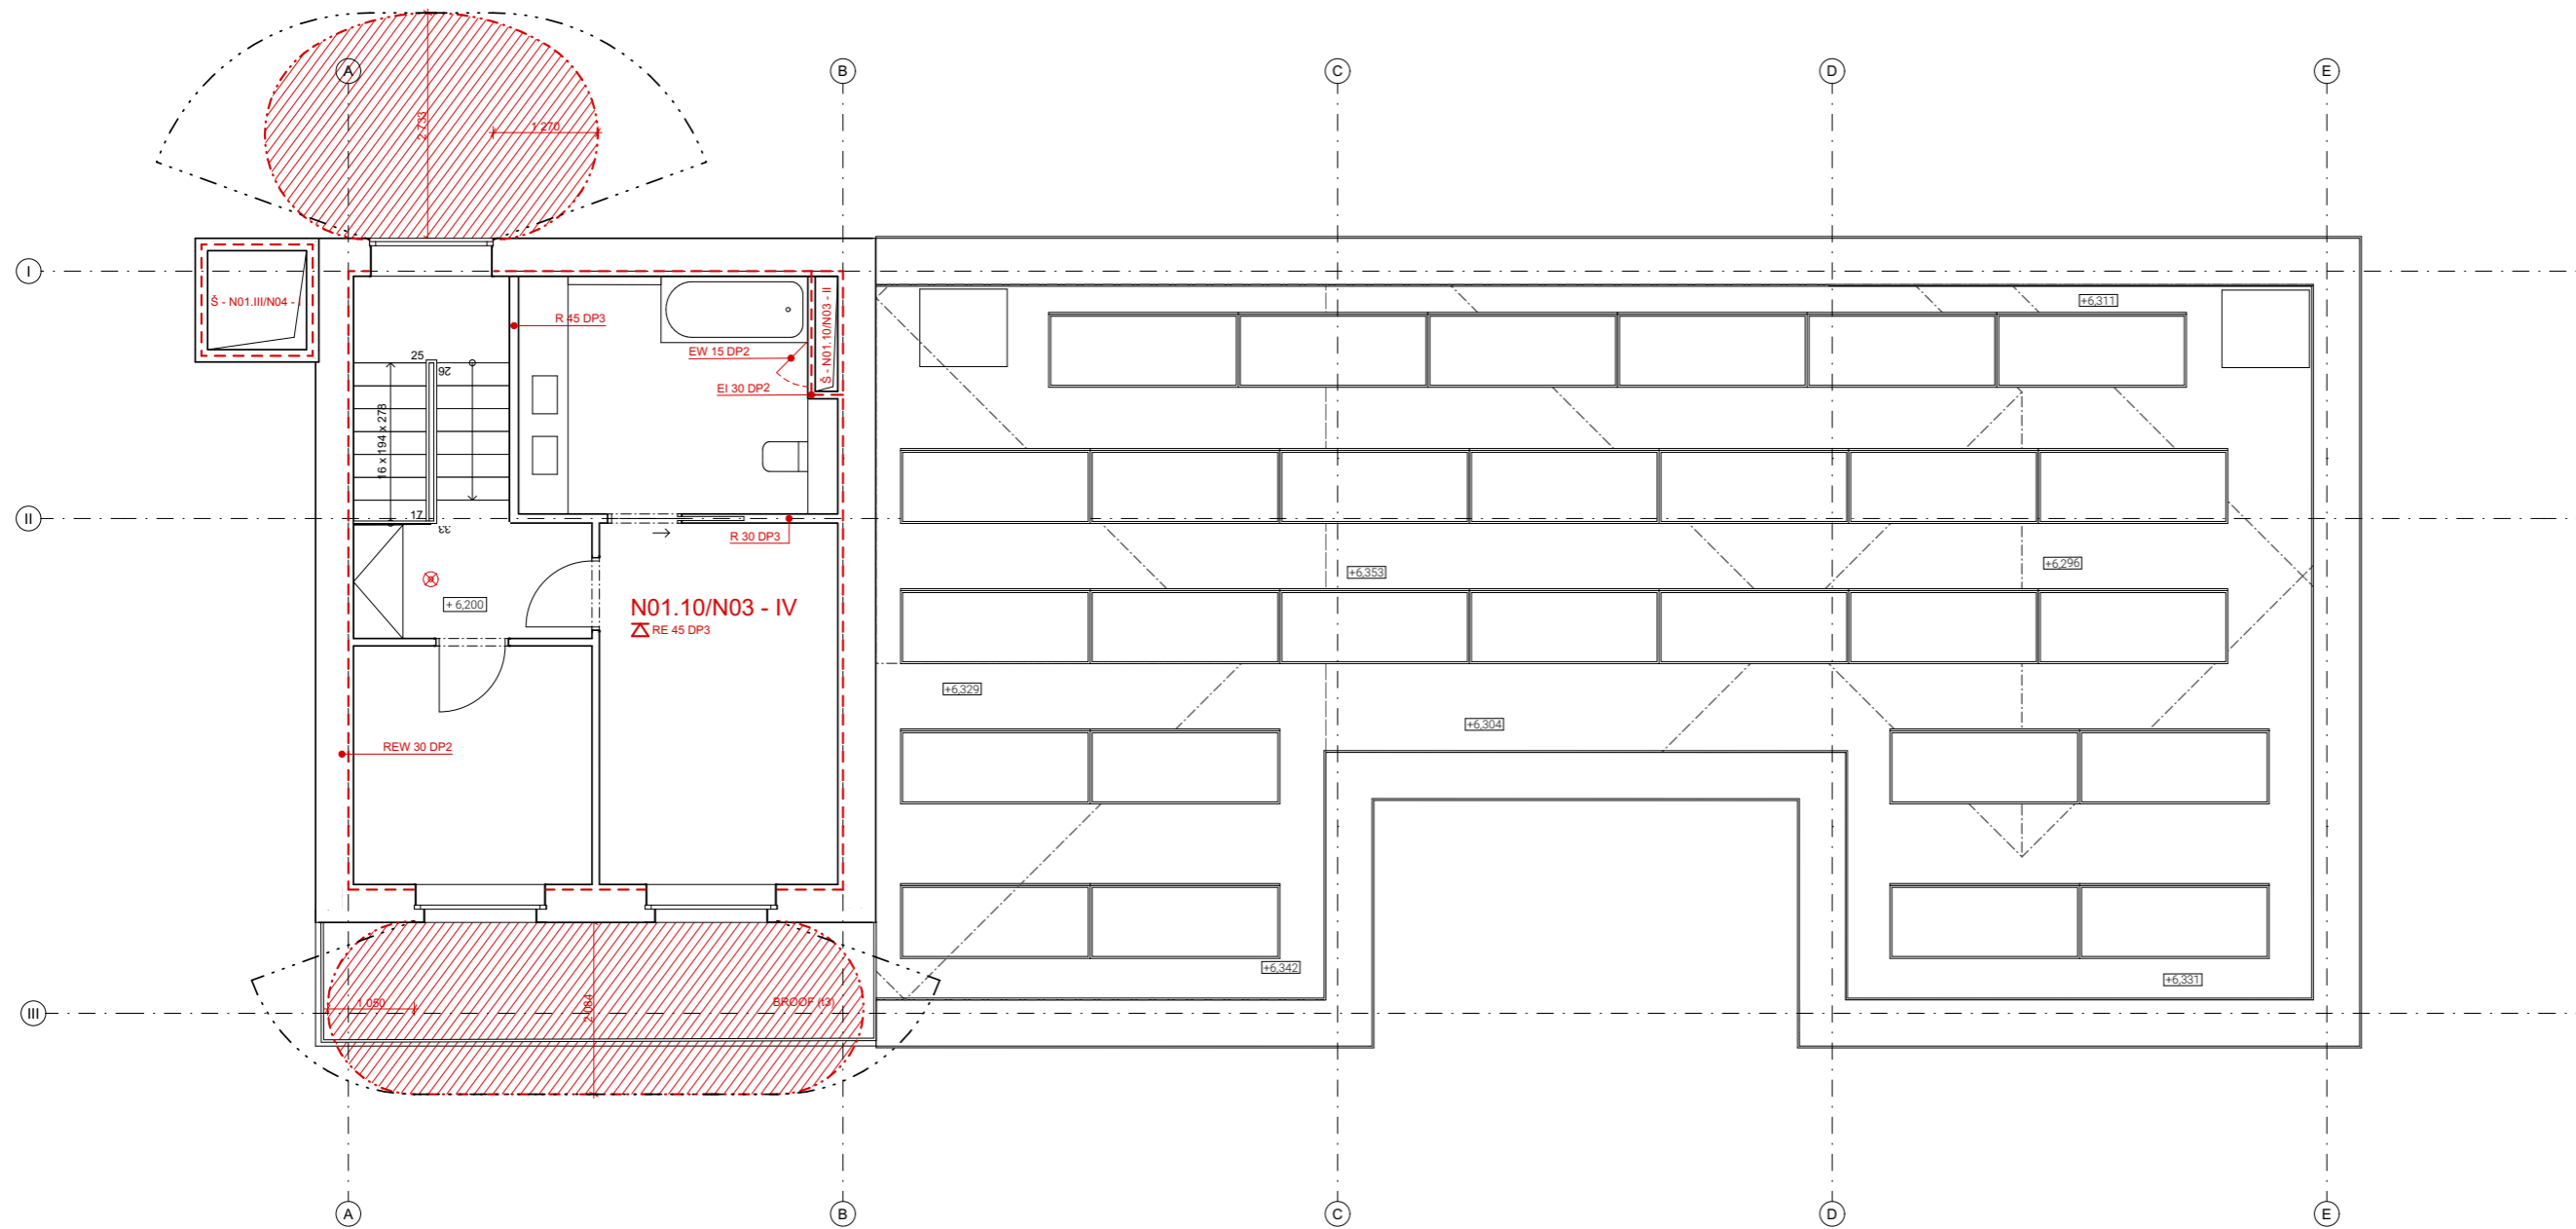 A
B
C
D
E
2 733
1 270
I
Š - N01.III/N04 - I
R 45 DP3
EW 15 DP2
EI 30 DP2
Š - N01.10/N03 - II
+6,311
25
26
16 x 194 x 278
17
33
II
R 30 DP3
+ 6,200
N01.10/N03 - IV
RE 45 DP3
+6,353
+6,296
+6,329
+6,304
REW 30 DP2
+6,342
+6,331
III
1 050
2 084
BROOF (t3)
A
B
C
D
E